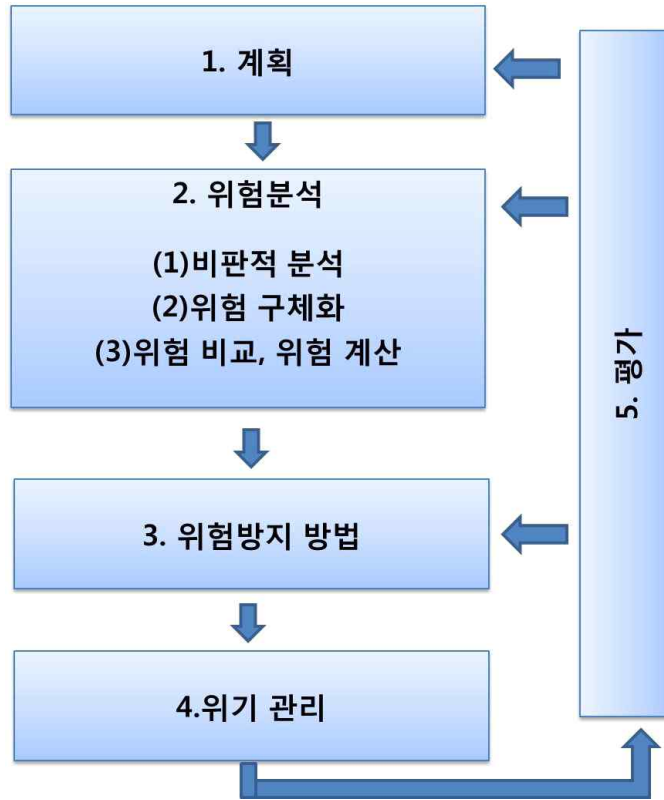 1. 계획
2. 위험분석
(1)비판적 분석
(2)위험 구체화
(3)위험 비교, 위험 계산
3. 위험방지 방법
4.위기 관리
5. 평가